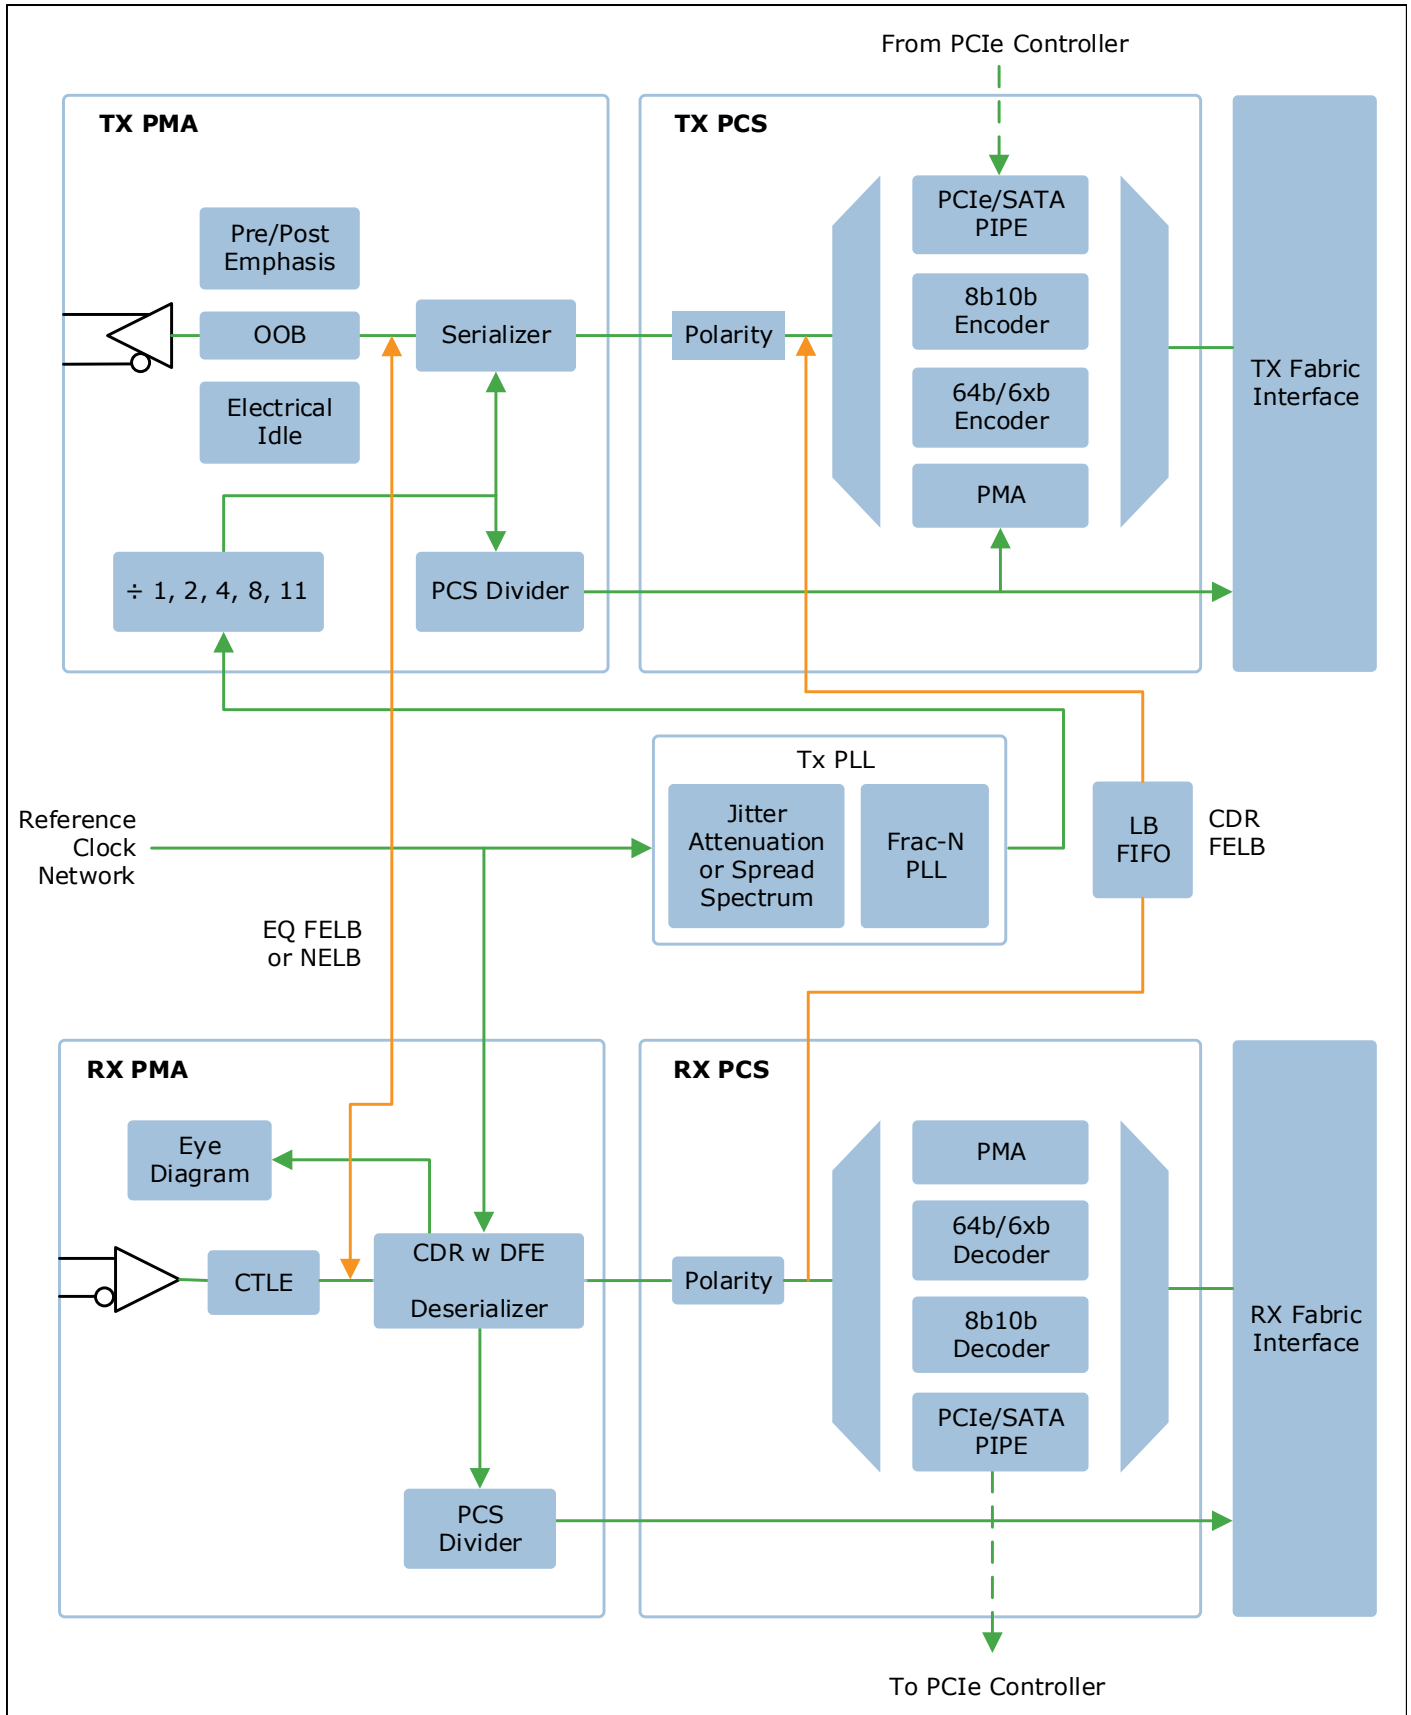 From PCIe Controller
TX PMA
Pre/Post
Emphasis
OOB
Electrical
Idle
Serializer
÷ 1, 2, 4, 8, 11
PCS Divider
TX PCS
Polarity
PCIe/SATA
PIPE
8b10b
Encoder
64b/6xb
Encoder
PMA
TX Fabric
Interface
Reference
Clock
Network
Tx PLL
Jitter
Attenuation
or Spread
Spectrum
Frac-N
PLL
LB
FIFO
CDR
FELB
EQ FELB
or NELB
RX PMA
Eye
Diagram
CTLE
CDR w DFE
Deserializer
PCS
Divider
RX PCS
Polarity
PMA
64b/6xb
Decoder
8b10b
Decoder
PCIe/SATA
PIPE
RX Fabric
Interface
To PCIe Controller